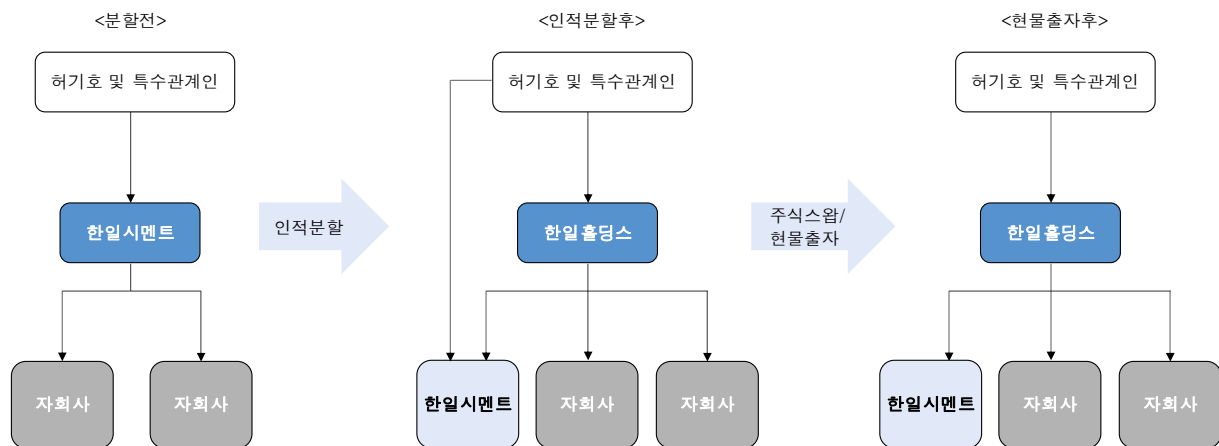 <분할전>
<인적분할후>
<현물출자후>
허기호 및 특수관계인
허기호 및 특수관계인
허기호 및 특수관계인
한일시멘트
인적분할
한일홀딩스
주식스왑/
현물출자
한일홀딩스
자회사
자회사
한일시멘트
자회사
자회사
한일시멘트
자회사
자회사